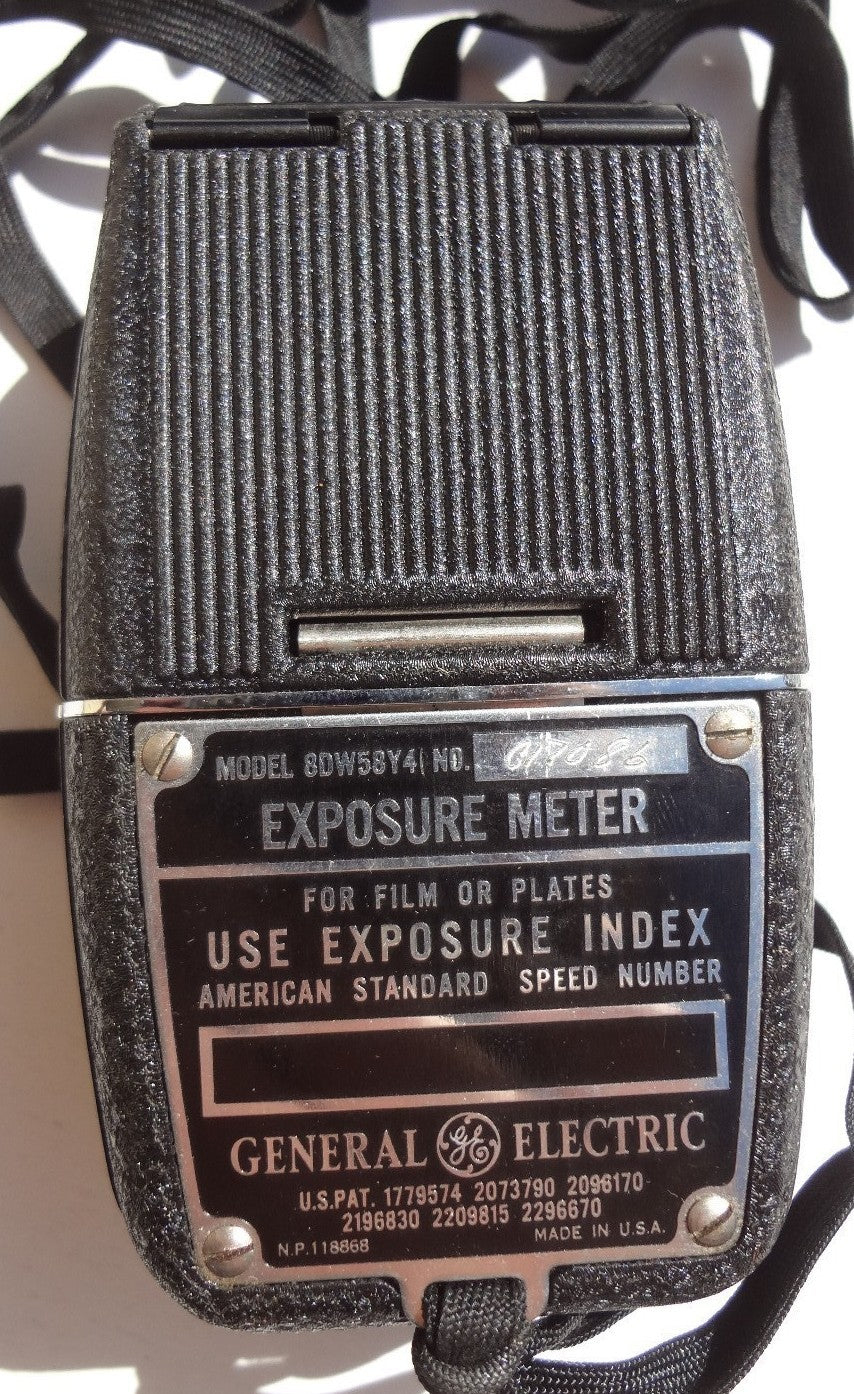 MODEL 8DW58Y4 NO.
EXPOSURE METER
FOR FILM OR PLATES
USE EXPOSURE INDEX
AMERICAN STANDARD SPEED NUMBER
GENERAL GE ELECTRIC
U.S.PAT. 1779574 2073790 2096170
2196830 2209815 2296670
N.P.118868 MADE IN U.S.A.